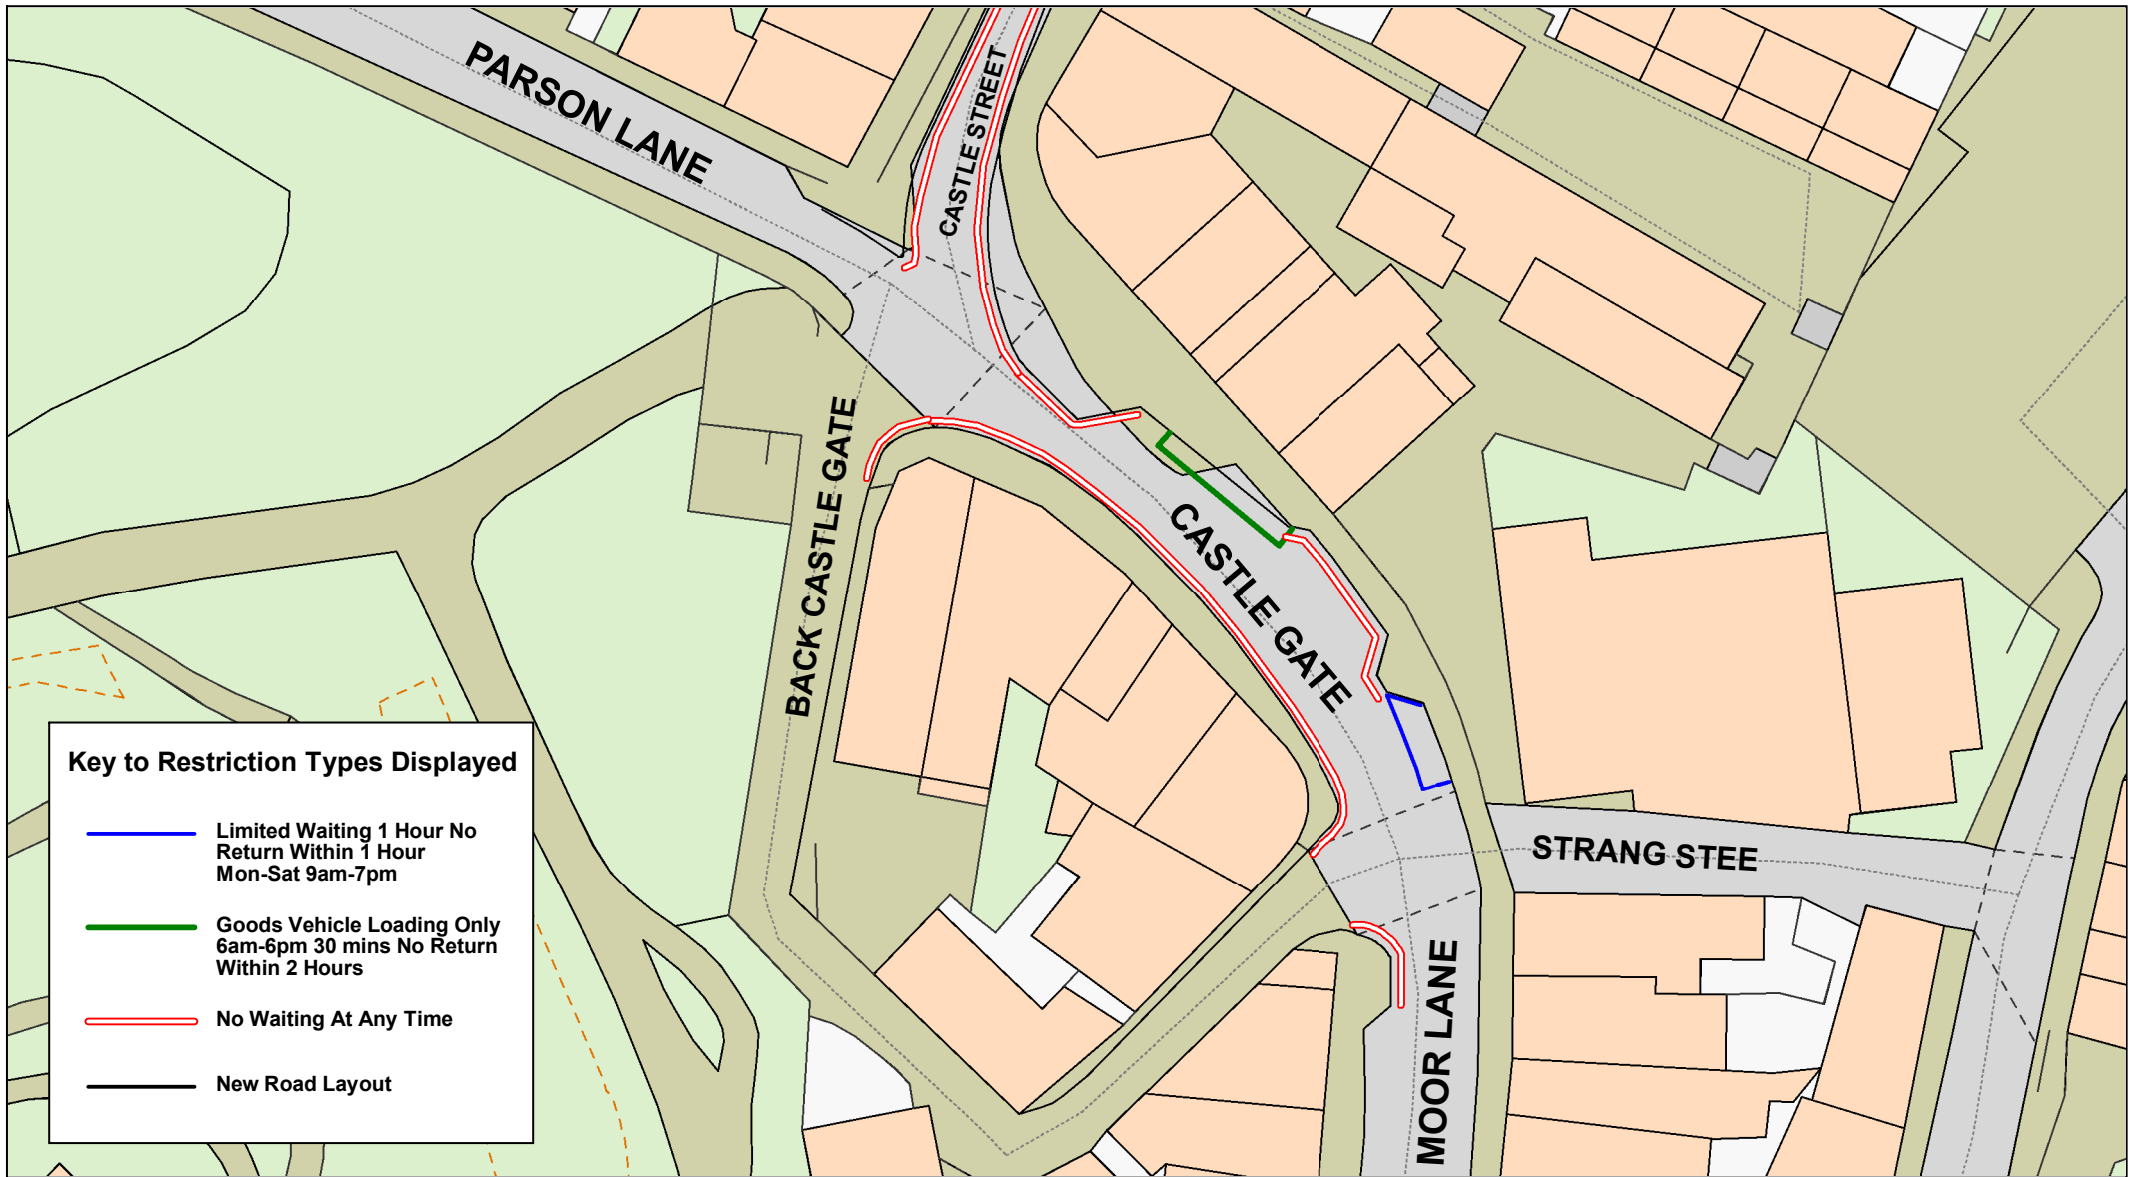 PARSON LANE
CASTLE STREET
BACK CASTLE GATE
CASTLE GATE
STRANG STEE
MOOR LANE
Key to Restriction Types Displayed
Limited Waiting 1 Hour No
Return Within 1 Hour
Mon-Sat 9am-7pm
Goods Vehicle Loading Only
6am-6pm 30 mins No Return
Within 2 Hours
No Waiting At Any Time
New Road Layout